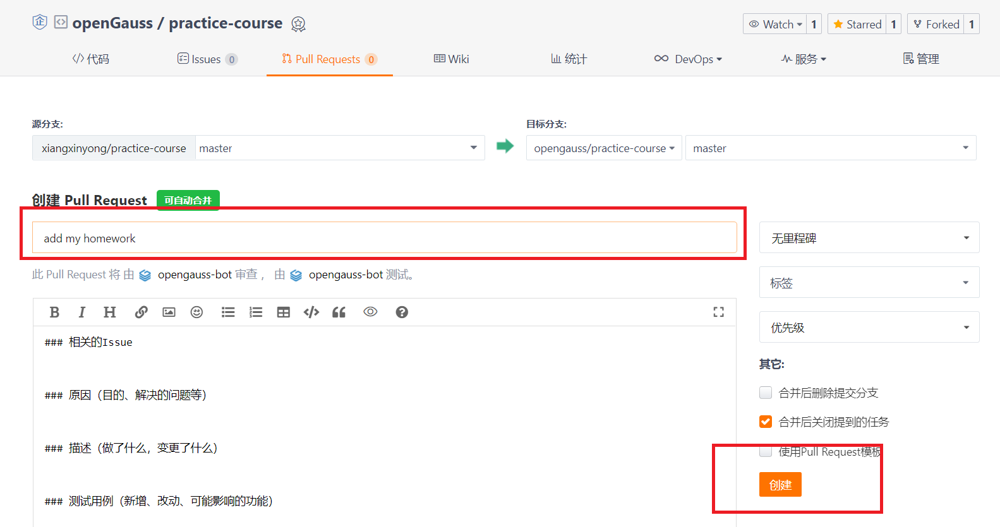 企 openGauss / practice-course
Watch 1 Starred 1 Forked 1
代码 Issues 0 Pull Requests 0 Wiki 统计 DevOps 服务 管理
源分支: 目标分支:
xiangxinyong/practice-course master opengauss/practice-course master
创建 Pull Request 可自动合并
add my homework
无里程碑
此 Pull Request 将 由 opengauss-bot 审查 ， 由 opengauss-bot 测试。
标签
B I H
优先级
### 相关的Issue
其它:
### 原因（目的、解决的问题等）
合并后删除提交分支
合并后关闭提到的任务
### 描述（做了什么，变更了什么）
使用Pull Request模板
创建
### 测试用例（新增、改动、可能影响的功能）